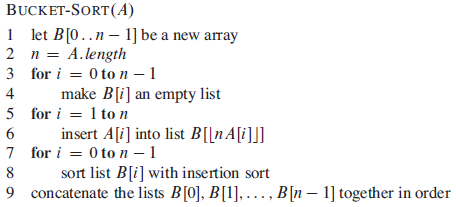 BUCKET-SORT(A)
1 let B[0..n − 1] be a new array
2 n = A.length
3 for i = 0 to n − 1
4 make B[i] an empty list
5 for i = 1 to n
6 insert A[i] into list B[⌊nA[i]⌋]
7 for i = 0 to n − 1
8 sort list B[i] with insertion sort
9 concatenate the lists B[0], B[1], . . . , B[n − 1] together in order